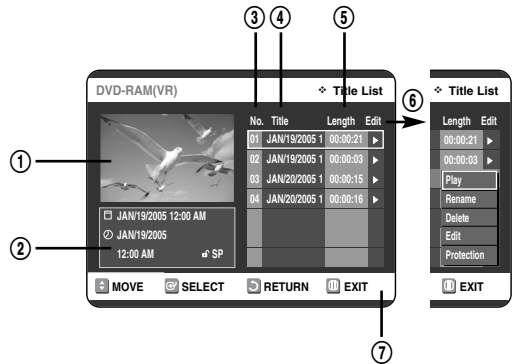 ③ ④ ⑤
DVD-RAM(VR) ❖ Title List
No. Title Length Edit
01 JAN/19/2005 1 00:00:21 ►
02 JAN/19/2005 1 00:00:03 ►
03 JAN/20/2005 1 00:00:15 ►
04 JAN/20/2005 1 00:00:16 ►
①
②
JAN/19/2005 12:00 AM
JAN/19/2005
12:00 AM SP
MOVE SELECT RETURN EXIT
⑦
⑥
❖ Title List
Length Edit
00:00:21 ►
00:00:03 ►
Play
Rename
Delete
Edit
Protection
EXIT